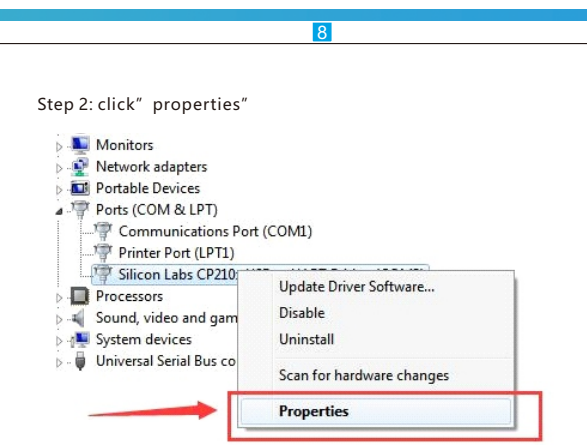 8
Step 2: click” properties”
Monitors
Network adapters
Portable Devices
Ports (COM & LPT)
Communications Port (COM1)
Printer Port (LPT1)
Silicon Labs
Processors
Sound, video and gam
System devices
Universal Serial Bus co
Update Driver Software...
Disable
Uninstall
Scan for hardware changes
Properties